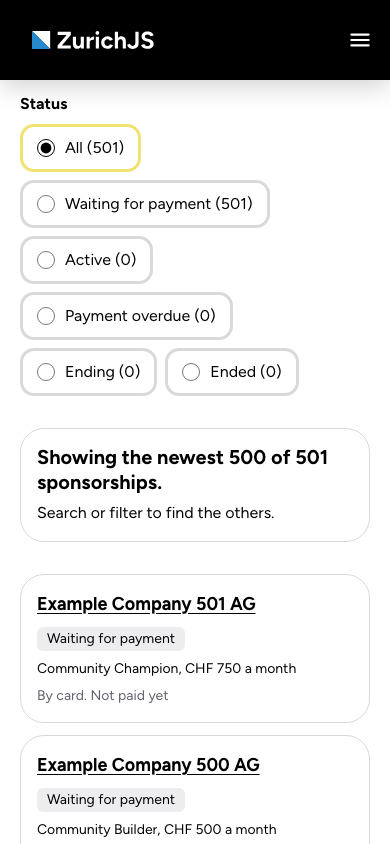 ZurichJS
Status
All (501)
Waiting for payment (501)
Active (0)
Payment overdue (0)
Ending (0)
Ended (0)
Showing the newest 500 of 501
sponsorships.
Search or filter to find the others.
Example Company 501 AG
Waiting for payment
Community Champion, CHF 750 a month
By card. Not paid yet
Example Company 500 AG
Waiting for payment
Community Builder, CHF 500 a month